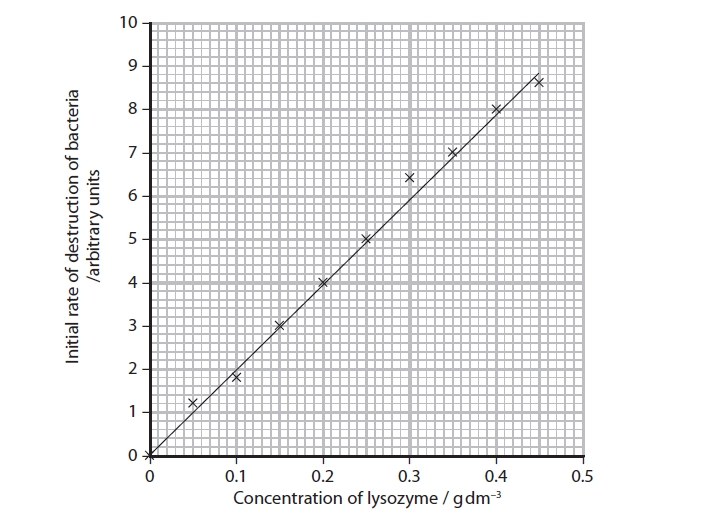 10
9
8
7
6
5
4
3
2
1
0
Initial rate of destruction of bacteria
/arbitrary units
0 0.1 0.2 0.3 0.4 0.5
Concentration of lysozyme / g dm⁻³